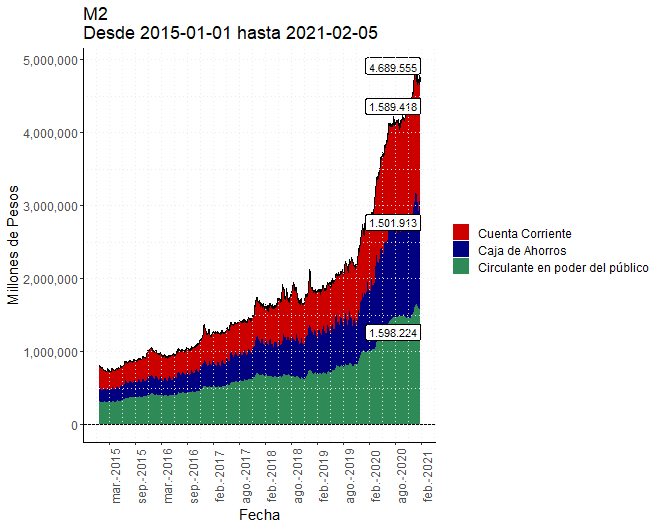 M2
Desde 2015-01-01 hasta 2021-02-05
Millones de Pesos
5,000,000
4,000,000
3,000,000
2,000,000
1,000,000
0
4.689.555
1.589.418
1.501.913
1.598.224
Cuenta Corriente
Caja de Ahorros
Circulante en poder del público
mar.-2015
sep.-2015
mar.-2016
sep.-2016
feb.-2017
ago.-2017
feb.-2018
ago.-2018
feb.-2019
ago.-2019
feb.-2020
ago.-2020
feb.-2021
Fecha